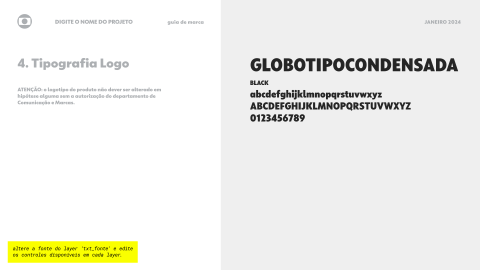 DIGITE O NOME DO PROJETO
guia de marca
JANEIRO 2024
4. Tipografia Logo
ATENÇÃO: o logotipo do produto não dever ser alterado em
hipótese alguma sem a autorização do departamento de
Comunicação e Marcas.
GLOBOTIPOCONDENSADA
BLACK
abcdefghijklmnopqrstuvwxyz
ABCDEFGHIJKLMNOPQRSTUVWXYZ
0123456789
altere a fonte do layer 'txt_fonte' e edite
os controles disponíveis em cada layer.